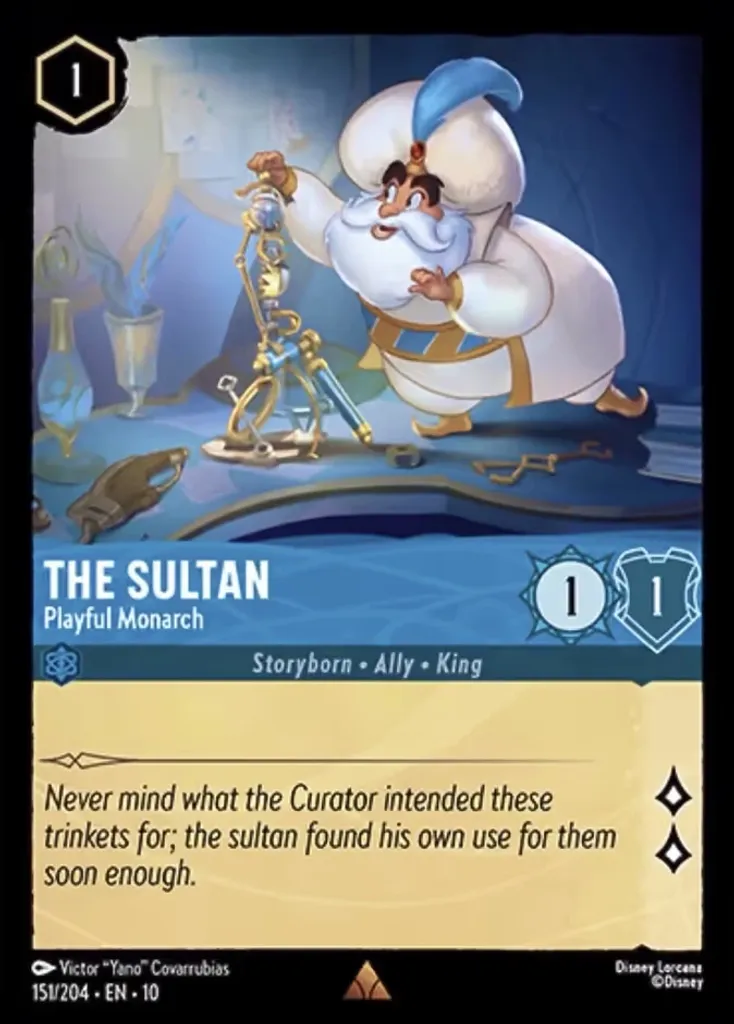 1
THE SULTAN
Playful Monarch
1
1
Storyborn • Ally • King
Never mind what the Curator intended these
trinkets for; the sultan found his own use for them
soon enough.
Victor "Yano" Covarrubias
Disney Lorcana
151/204 • EN • 10
©Disney